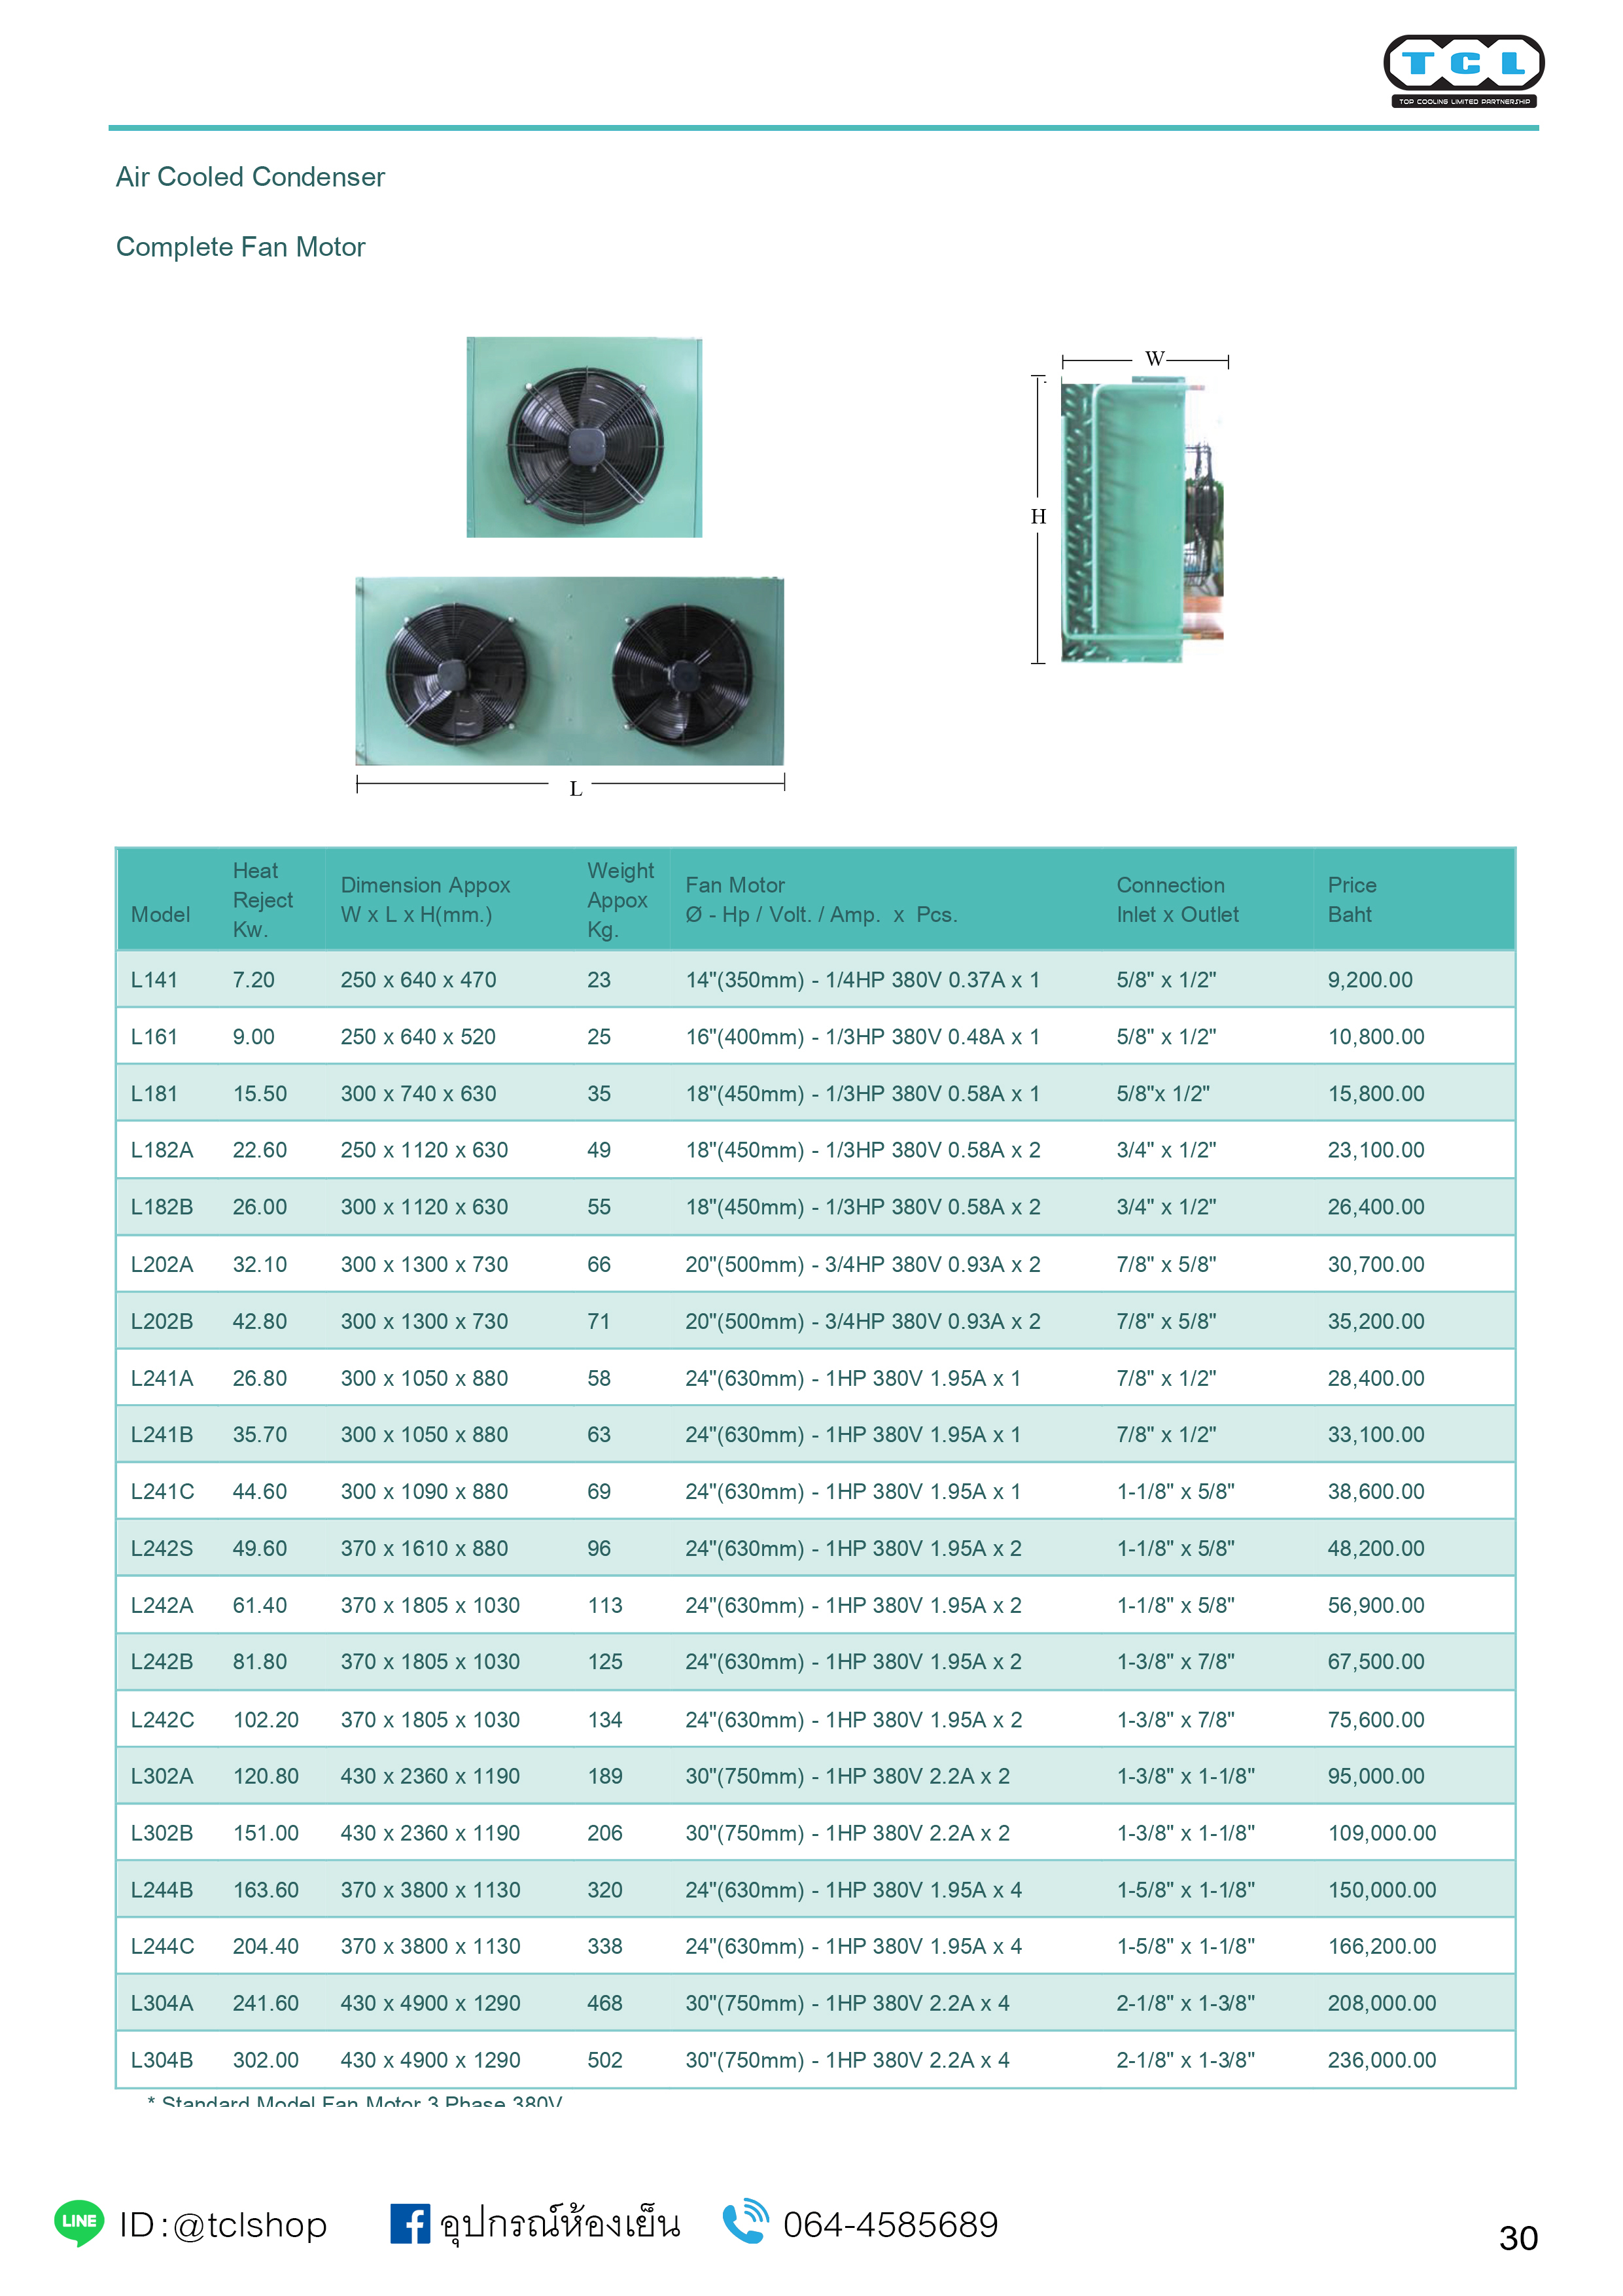 TCL
TOP COOLING LIMITED PARTNERSHIP
Air Cooled Condenser
Complete Fan Motor
W
H
L
Model Heat Reject Kw. Dimension Appox W x L x H(mm.) Weight Appox Kg. Fan Motor Ø - Hp / Volt. / Amp. x Pcs. Connection Inlet x Outlet Price Baht
L141 7.20 250 x 640 x 470 23 14"(350mm) - 1/4HP 380V 0.37A x 1 5/8" x 1/2" 9,200.00
L161 9.00 250 x 640 x 520 25 16"(400mm) - 1/3HP 380V 0.48A x 1 5/8" x 1/2" 10,800.00
L181 15.50 300 x 740 x 630 35 18"(450mm) - 1/3HP 380V 0.58A x 1 5/8"x 1/2" 15,800.00
L182A 22.60 250 x 1120 x 630 49 18"(450mm) - 1/3HP 380V 0.58A x 2 3/4" x 1/2" 23,100.00
L182B 26.00 300 x 1120 x 630 55 18"(450mm) - 1/3HP 380V 0.58A x 2 3/4" x 1/2" 26,400.00
L202A 32.10 300 x 1300 x 730 66 20"(500mm) - 3/4HP 380V 0.93A x 2 7/8" x 5/8" 30,700.00
L202B 42.80 300 x 1300 x 730 71 20"(500mm) - 3/4HP 380V 0.93A x 2 7/8" x 5/8" 35,200.00
L241A 26.80 300 x 1050 x 880 58 24"(630mm) - 1HP 380V 1.95A x 1 7/8" x 1/2" 28,400.00
L241B 35.70 300 x 1050 x 880 63 24"(630mm) - 1HP 380V 1.95A x 1 7/8" x 1/2" 33,100.00
L241C 44.60 300 x 1090 x 880 69 24"(630mm) - 1HP 380V 1.95A x 1 1-1/8" x 5/8" 38,600.00
L242S 49.60 370 x 1610 x 880 96 24"(630mm) - 1HP 380V 1.95A x 2 1-1/8" x 5/8" 48,200.00
L242A 61.40 370 x 1805 x 1030 113 24"(630mm) - 1HP 380V 1.95A x 2 1-1/8" x 5/8" 56,900.00
L242B 81.80 370 x 1805 x 1030 125 24"(630mm) - 1HP 380V 1.95A x 2 1-3/8" x 7/8" 67,500.00
L242C 102.20 370 x 1805 x 1030 134 24"(630mm) - 1HP 380V 1.95A x 2 1-3/8" x 7/8" 75,600.00
L302A 120.80 430 x 2360 x 1190 189 30"(750mm) - 1HP 380V 2.2A x 2 1-3/8" x 1-1/8" 95,000.00
L302B 151.00 430 x 2360 x 1190 206 30"(750mm) - 1HP 380V 2.2A x 2 1-3/8" x 1-1/8" 109,000.00
L244B 163.60 370 x 3800 x 1130 320 24"(630mm) - 1HP 380V 1.95A x 4 1-5/8" x 1-1/8" 150,000.00
L244C 204.40 370 x 3800 x 1130 338 24"(630mm) - 1HP 380V 1.95A x 4 1-5/8" x 1-1/8" 166,200.00
L304A 241.60 430 x 4900 x 1290 468 30"(750mm) - 1HP 380V 2.2A x 4 2-1/8" x 1-3/8" 208,000.00
L304B 302.00 430 x 4900 x 1290 502 30"(750mm) - 1HP 380V 2.2A x 4 2-1/8" x 1-3/8" 236,000.00
* Standard Model Fan Motor 3 Phase 380V
LINE ID:@tclshop f อุปกรณ์ห้องเย็น 064-4585689
30